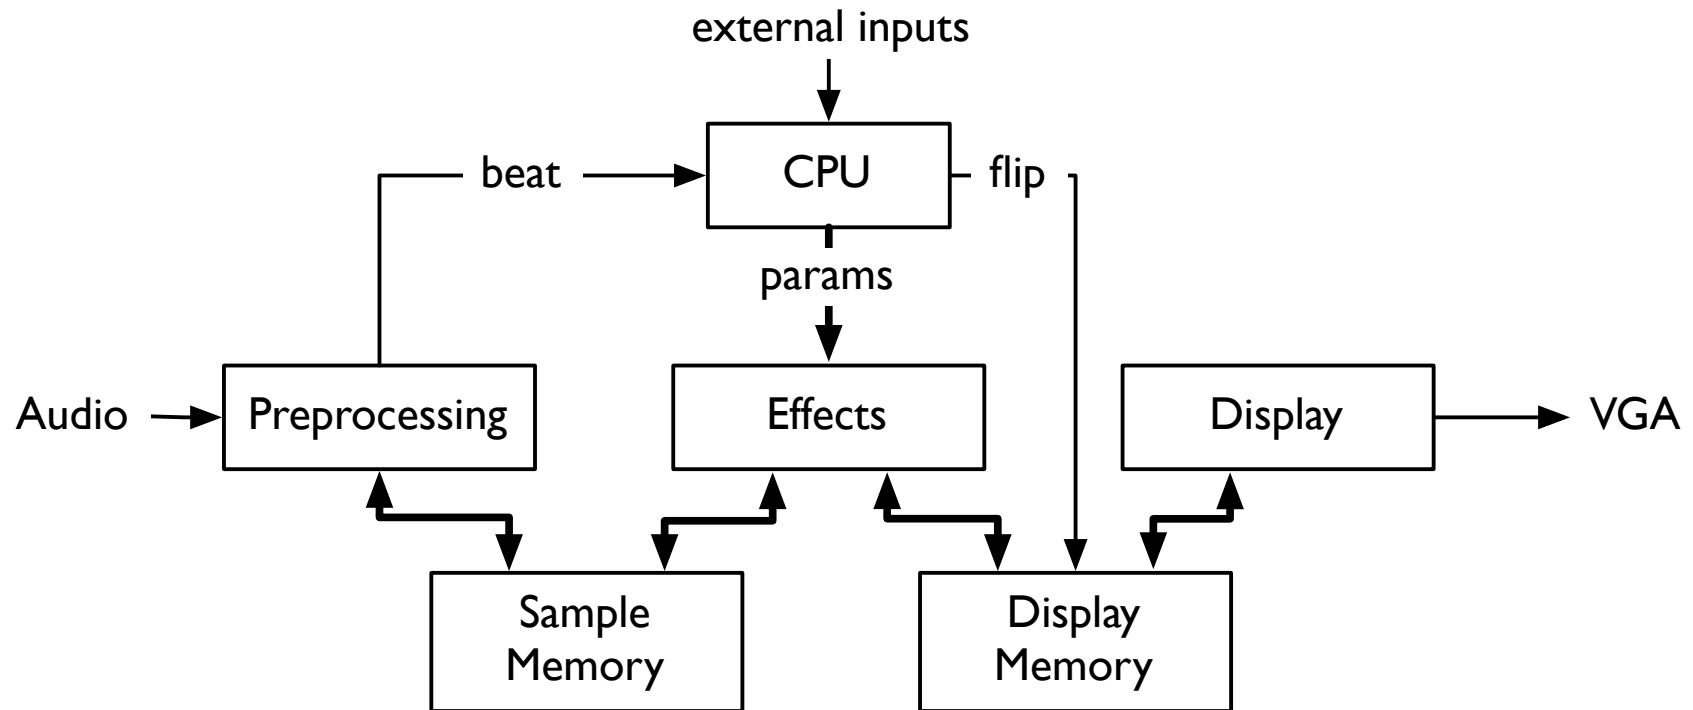 external inputs
beat
CPU
flip
params
Audio
Preprocessing
Effects
Display
VGA
Sample
Memory
Display
Memory